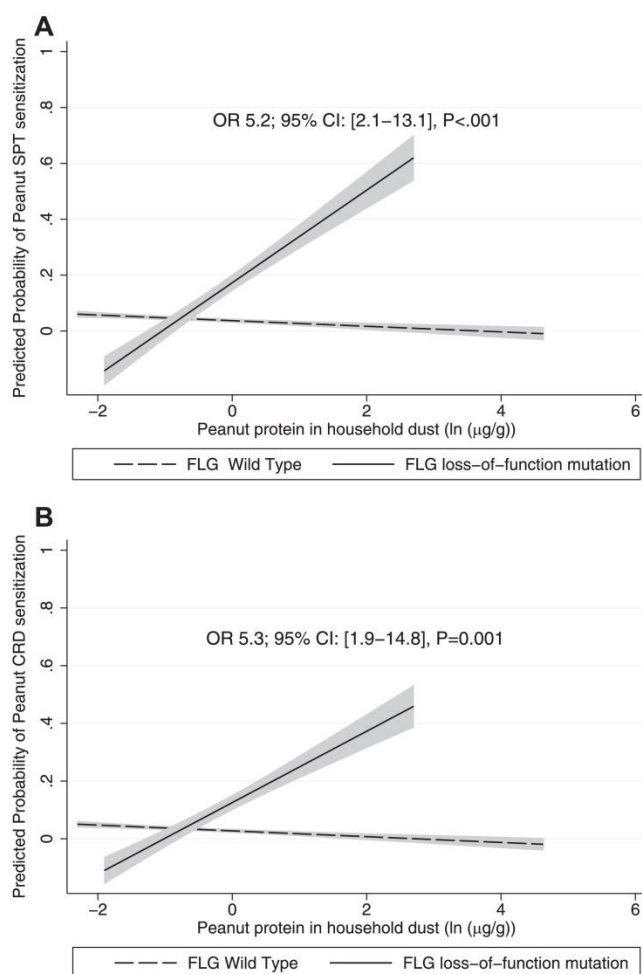 A
Predicted Probability of Peanut SPT sensitization
1
.8
.6
.4
.2
0
OR 5.2; 95% CI: [2.1–13.1], P<.001
−2
0
2
4
6
Peanut protein in household dust (ln (μg/g))
FLG Wild Type
FLG loss−of−function mutation
B
Predicted Probability of Peanut CRD sensitization
1
.8
.6
.4
.2
0
OR 5.3; 95% CI: [1.9–14.8], P=0.001
−2
0
2
4
6
Peanut protein in household dust (ln (μg/g))
FLG Wild Type
FLG loss−of−function mutation